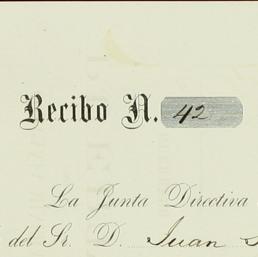 Recibo N. 42
La Junta Directiva
del Sr. D. Juan